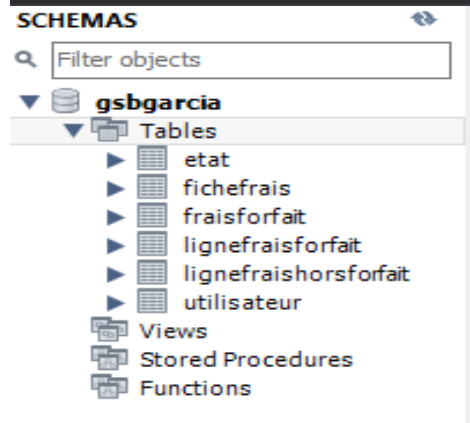 SCHEMAS
Filter objects
gsbgarcia
Tables
etat
fichefrais
fraisforfait
lignefraisforfait
lignefraishorsforfait
utilisateur
Views
Stored Procedures
Functions